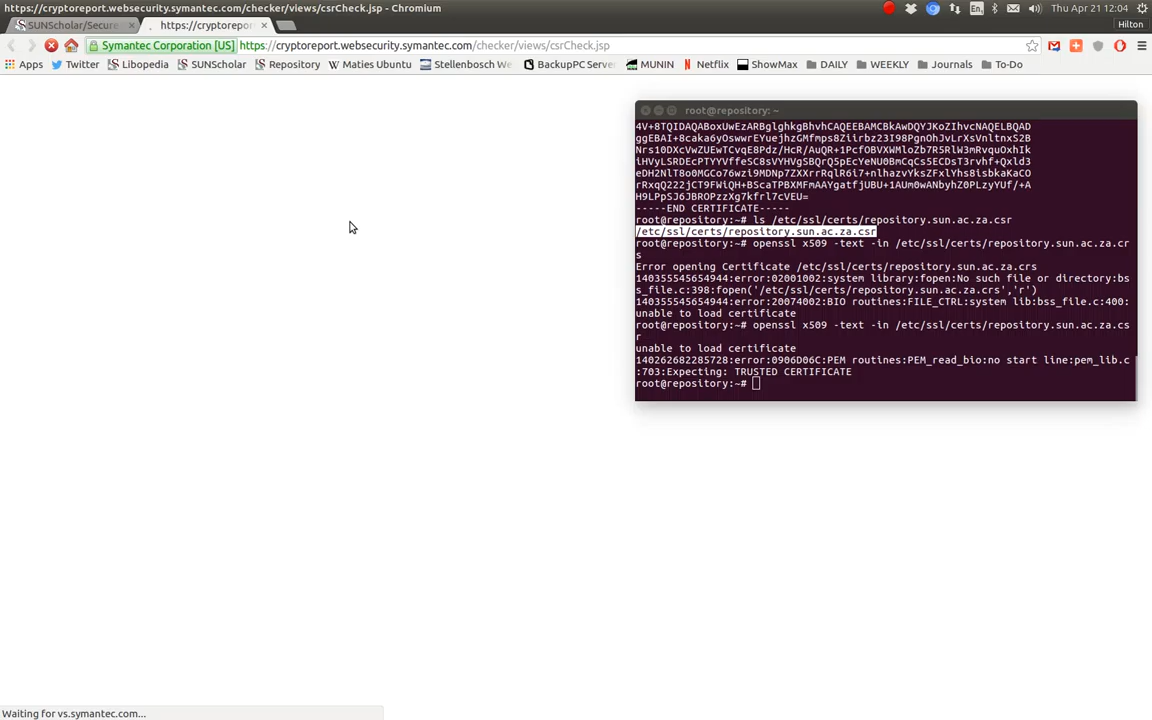 https://cryptoreport.websecurity.symantec.com/checker/views/csrCheck.jsp - Chromium
En
Thu Apr 21 12:04
SUNScholar/Secure
https://cryptorepor
Hilton
Symantec Corporation [US]
https://cryptoreport.websecurity.symantec.com/checker/views/csrCheck.jsp
Apps
Twitter
Libopedia
SUNScholar
Repository
Maties Ubuntu
Stellenbosch We
BackupPC Server
MUNIN
Netflix
ShowMax
DAILY
WEEKLY
Journals
To-Do
root@repository: ~
4V+8TQIDAQABoxUwEzARBglghkgBhvhCAQEEBAMCBkAwDQYJKoZIhvcNAQELBQAD
ggEBAI+8caka6yOswwrEYuejhzGMfmps8Ziirbz23I98PgnOhJvLrXsVnltnxS2B
Nrs10DXcVwZUEwTCvqE8Pdz/HcR/AuQR+1PcfOBVXWMloZb7R5RlW3mRvquOxhIk
iHVyLSRDEcPTYYVffeSC8sVYHVgSBQrQ5pEcYeNU0BmCqCs5ECDsT3rvhf+Qxld3
eDH2NlT8o0MGCo76wzi9MDNp7ZXXrrRqlR6i7+nlhazvYksZFxlYhs8isbkaKaCO
rRxqQ222jCT9FWiQH+BScaTPBXMFmAAYgatfjUBU+1AUm0wANbyhZ0PLzyYUf/+A
H9LPpSJ6JBROPzzXg7kfrl7cVEU=
-----END CERTIFICATE-----
root@repository:~# ls /etc/ssl/certs/repository.sun.ac.za.csr
/etc/ssl/certs/repository.sun.ac.za.csr
root@repository:~# openssl x509 -text -in /etc/ssl/certs/repository.sun.ac.za.cr
s
Error opening Certificate /etc/ssl/certs/repository.sun.ac.za.crs
140355545654944:error:02001002:system library:fopen:No such file or directory:bs
s_file.c:398:fopen('/etc/ssl/certs/repository.sun.ac.za.crs','r')
140355545654944:error:20074002:BIO routines:FILE_CTRL:system lib:bss_file.c:400:
unable to load certificate
root@repository:~# openssl x509 -text -in /etc/ssl/certs/repository.sun.ac.za.cs
r
unable to load certificate
140262682285728:error:0906D06C:PEM routines:PEM_read_bio:no start line:pem_lib.c
:703:Expecting: TRUSTED CERTIFICATE
root@repository:~#
Waiting for vs.symantec.com...